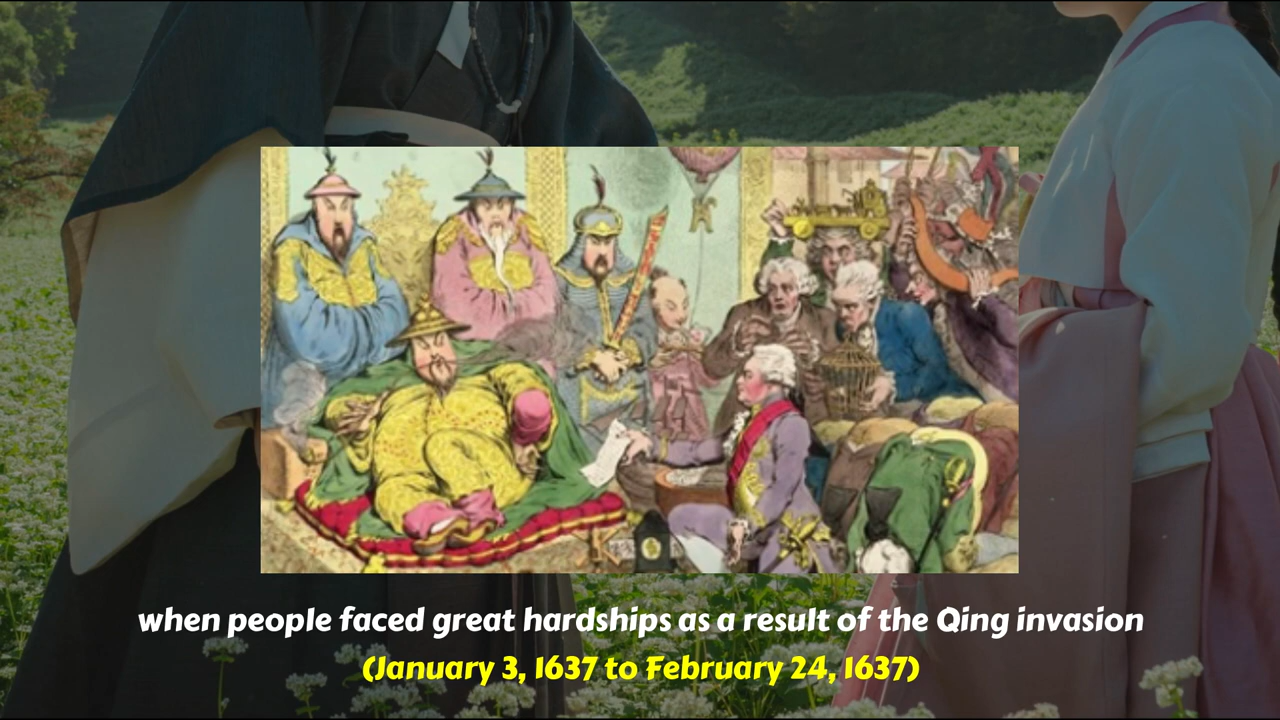 when people faced great hardships as a result of the Qing invasion
(January 3, 1637 to February 24, 1637)